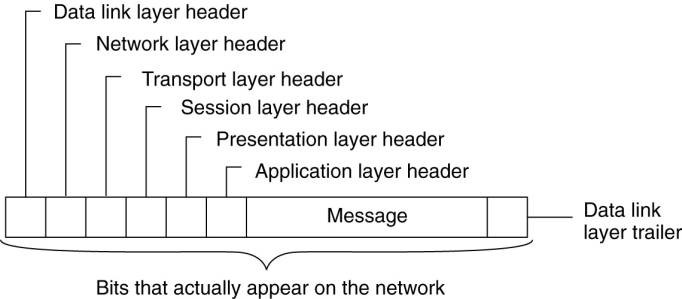 Data link layer header
Network layer header
Transport layer header
Session layer header
Presentation layer header
Application layer header
Message
Data link
layer trailer
Bits that actually appear on the network